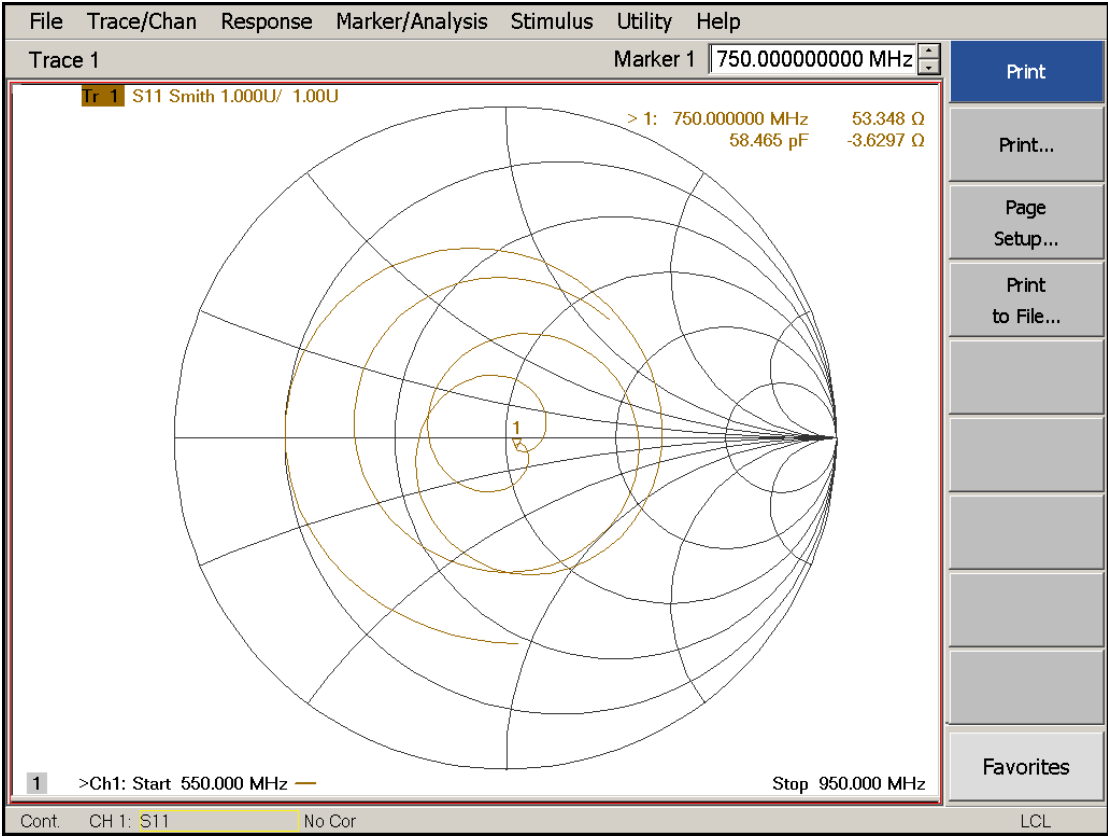 File Trace/Chan Response Marker/Analysis Stimulus Utility Help
Trace 1 Marker 1 750.000000000 MHz
Tr 1 S11 Smith 1.000U/ 1.00U
> 1: 750.000000 MHz 53.348 Ω
58.465 pF -3.6297 Ω
1
1 >Ch1: Start 550.000 MHz Stop 950.000 MHz
Cont. CH 1: S11 No Cor LCL
Print
Print...
Page
Setup...
Print
to File...
Favorites